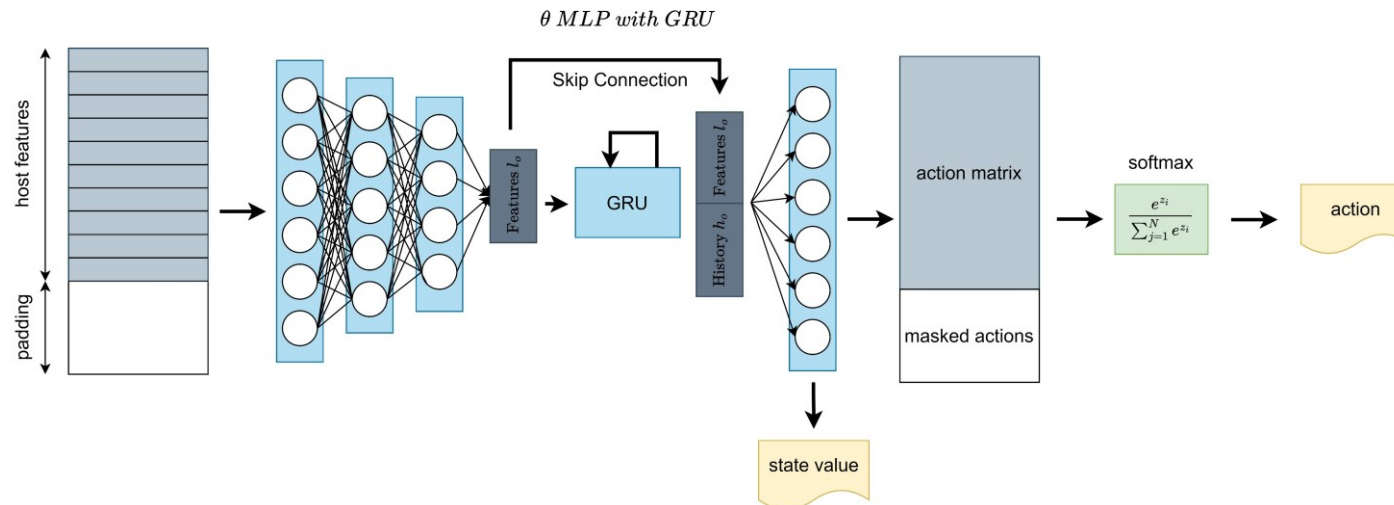 θ MLP with GRU
host features
padding
Features l_o
Skip Connection
GRU
Features l_o
History h_o
state value
action matrix
masked actions
softmax
e^{z_i}
∑_{j=1}^{N} e^{z_i}
action